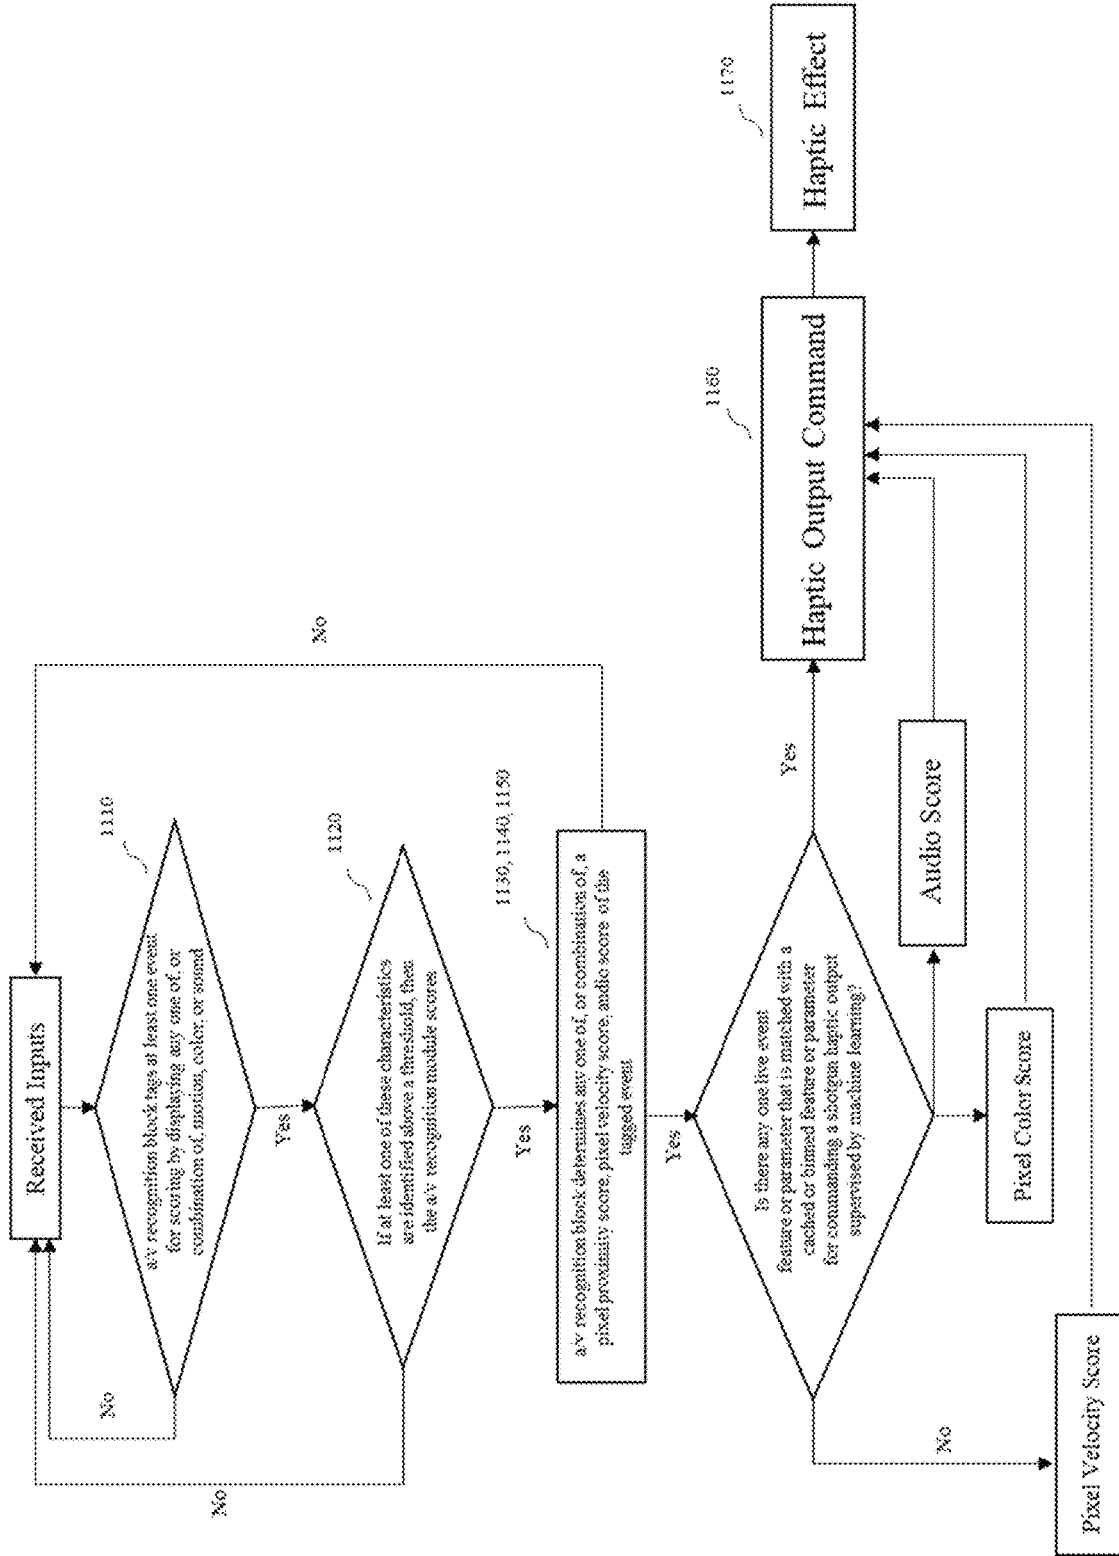 Received Inputs
1110
a/v recognition block tags at least one event
for scoring by displaying any one of, or
combination of, motion, color, or sound
No
Yes
1120
If at least one of these characteristics
are identified above a threshold, then
the a/v recognition module scores
No
Yes
1130, 1140, 1150
a/v recognition block determines any one of, or combination of, a
pixel proximity score, pixel velocity score, audio score of the
tagged event
No
Yes
Is there any one live event
feature or parameter that is matched with a
cached or binned feature or parameter
for commanding a shotgun haptic output
supervised by machine learning?
Yes
No
Audio Score
Pixel Color Score
Pixel Velocity Score
1160
Haptic Output Command
1170
Haptic Effect